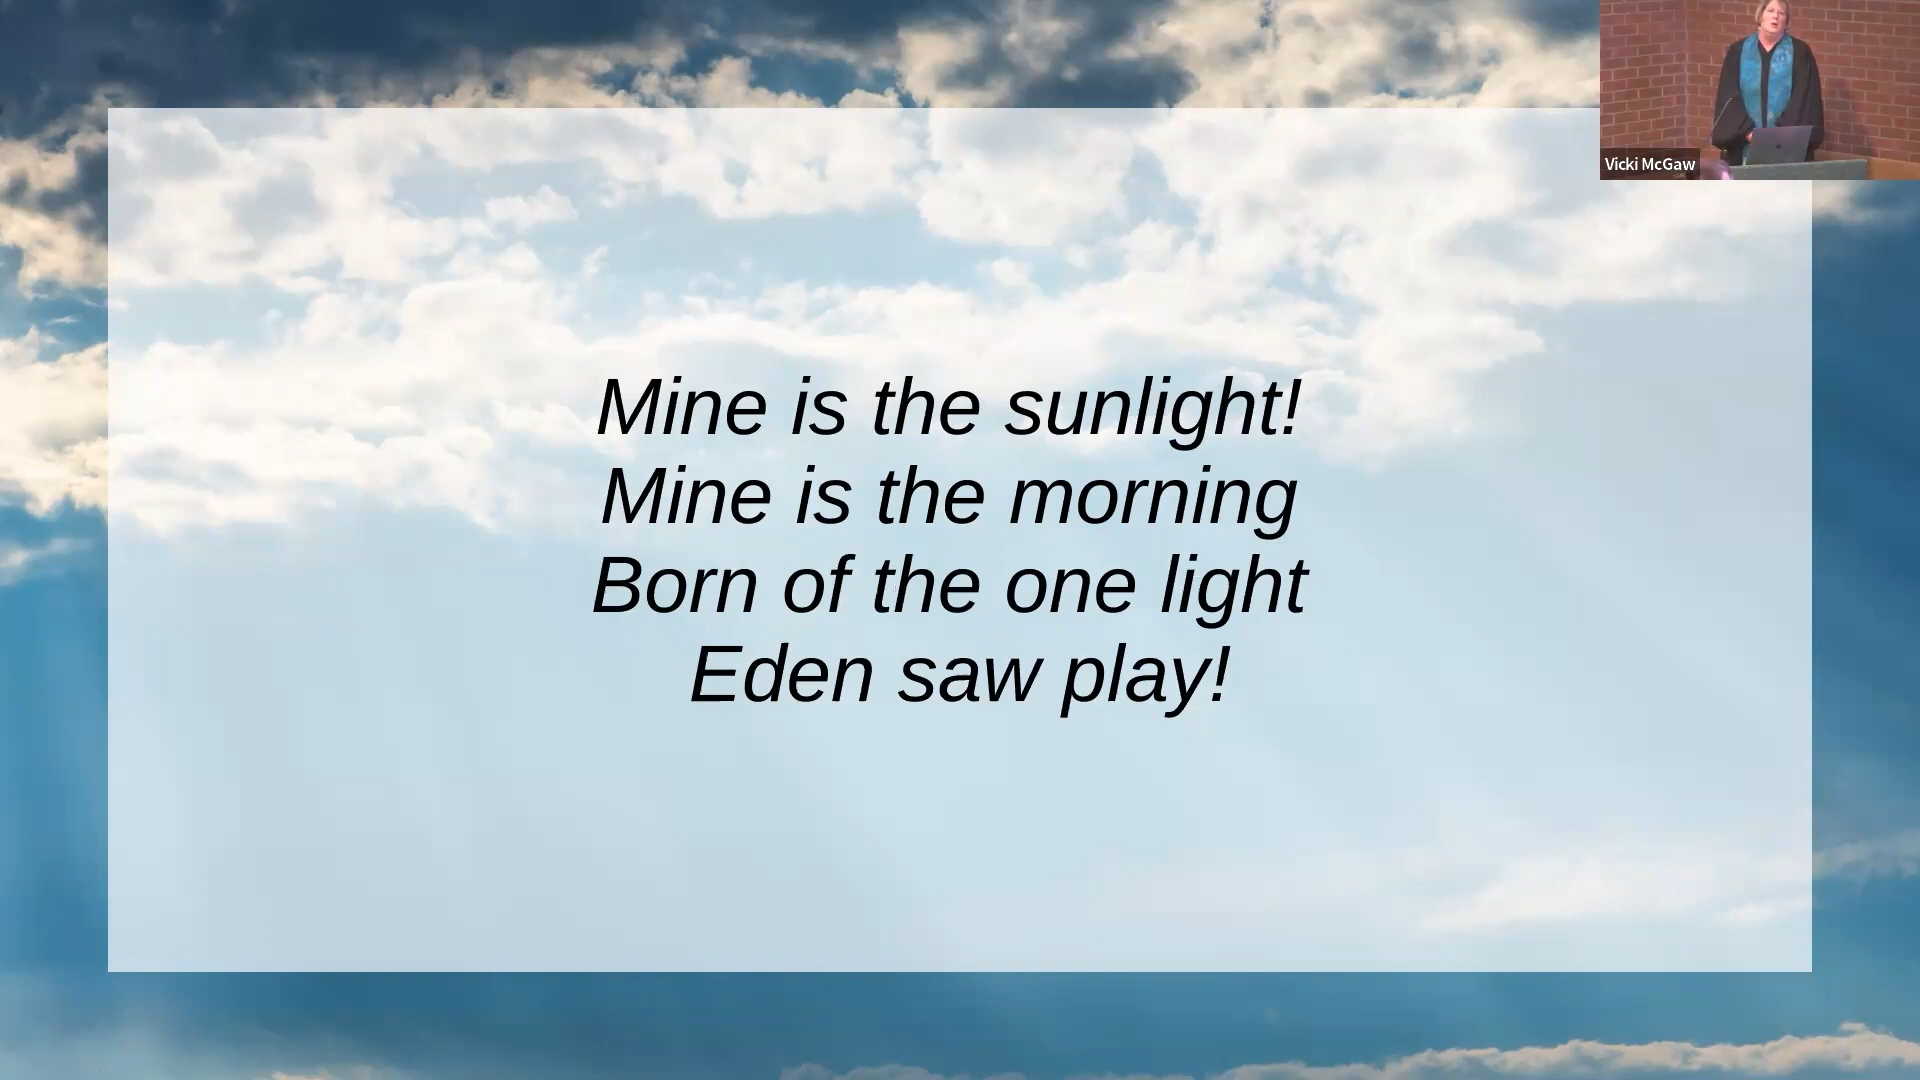 Vicki McGaw
Mine is the sunlight!
Mine is the morning
Born of the one light
Eden saw play!